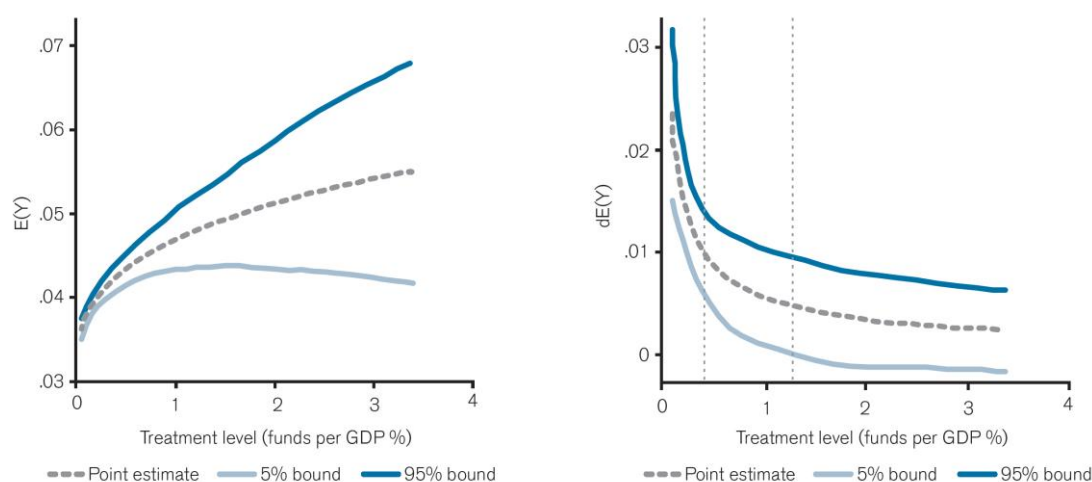 E(Y)
.07
.06
.05
.04
.03
0 1 2 3 4
Treatment level (funds per GDP %)
Point estimate 5% bound 95% bound
dE(Y)
.03
.02
.01
0
0 1 2 3 4
Treatment level (funds per GDP %)
Point estimate 5% bound 95% bound